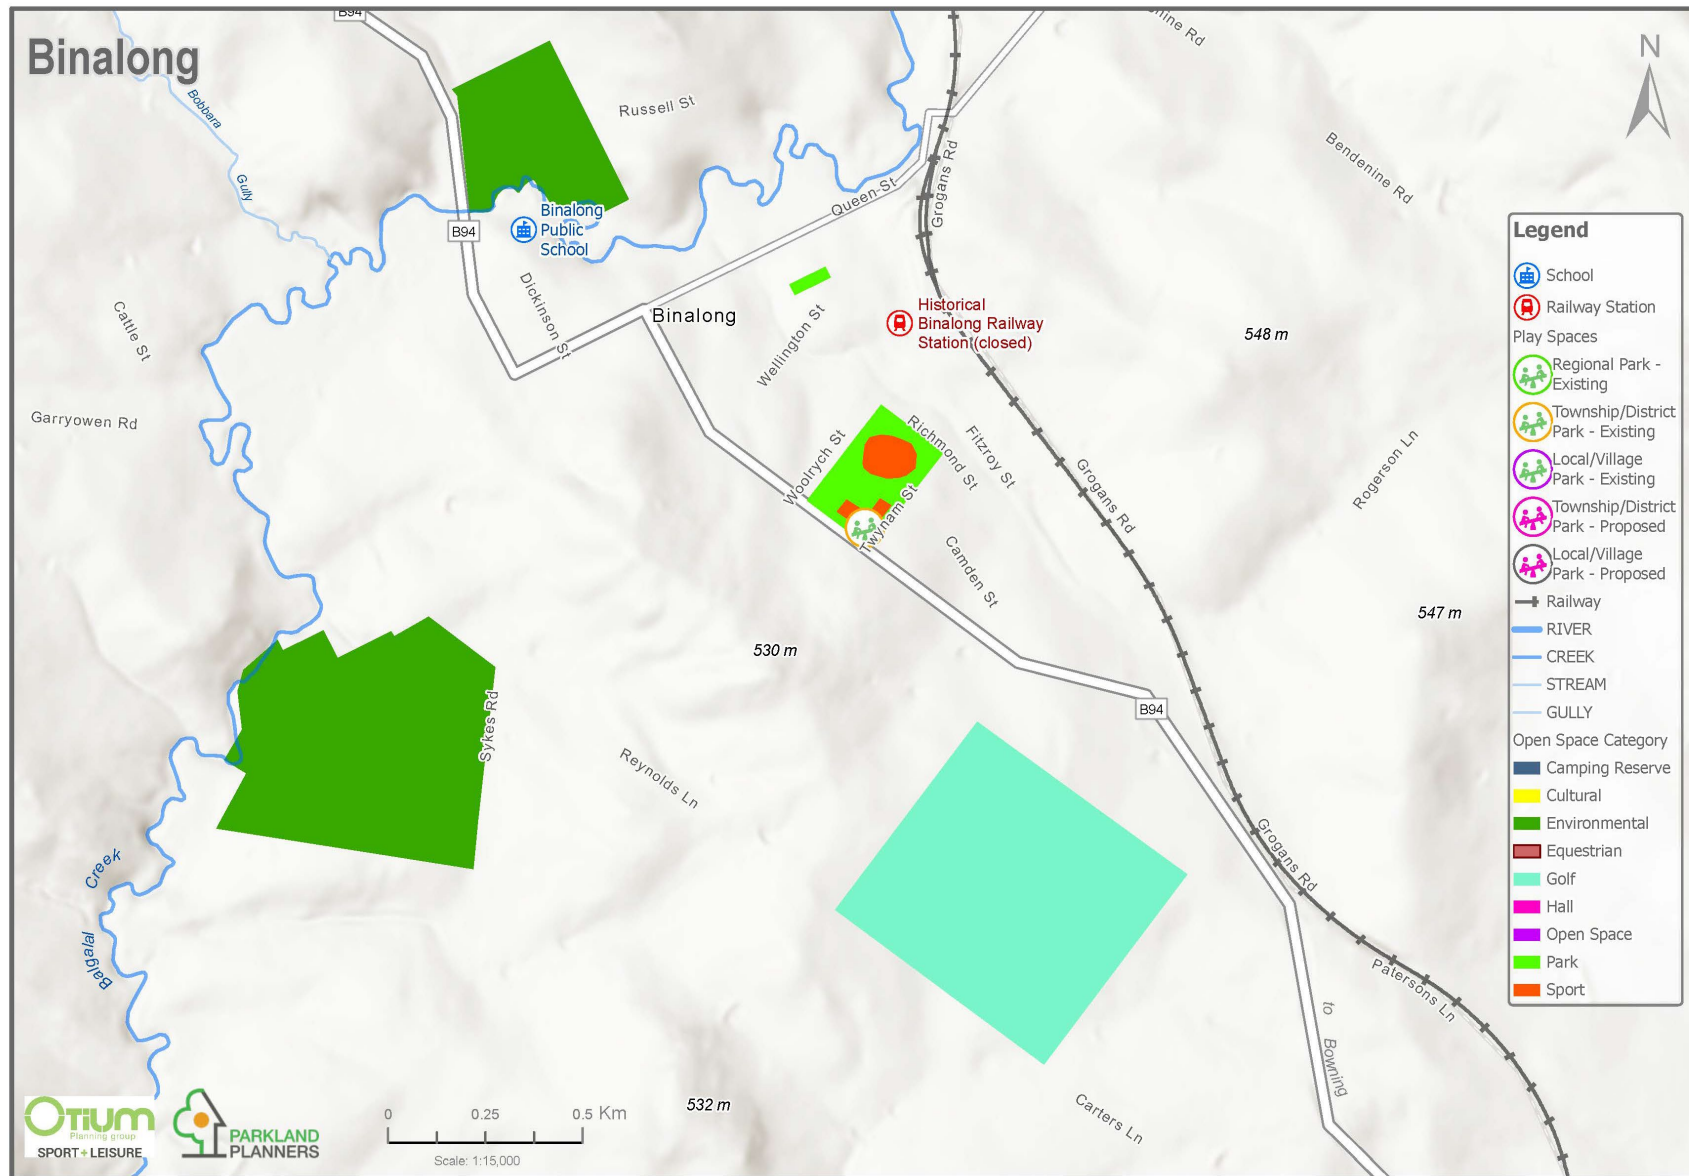 B94
Binalong
nine Rd
Bobbara
Gully
Russell St
Grogans Rd
Bendenine Rd
Queen St
B94
Binalong
Public
School
Cattle St
Dickinson St
Binalong
Wellington St
Historical
Binalong Railway
Station (closed)
548 m
Garryowen Rd
Woolrych St
Richmond St
Fitzroy St
Grogans Rd
Rogerson Ln
Twynam St
Camden St
530 m
547 m
B94
Sykes Rd
Reynolds Ln
Grogans Rd
Creek
Balgalal
Patersons Ln
to Bowning
532 m
Carters Ln
N
Legend
School
Railway Station
Play Spaces
Regional Park -
Existing
Township/District
Park - Existing
Local/Village
Park - Existing
Township/District
Park - Proposed
Local/Village
Park - Proposed
Railway
RIVER
CREEK
STREAM
GULLY
Open Space Category
Camping Reserve
Cultural
Environmental
Equestrian
Golf
Hall
Open Space
Park
Sport
OTIUM
Planning group
SPORT + LEISURE
PARKLAND
PLANNERS
0 0.25 0.5 Km
Scale: 1:15,000